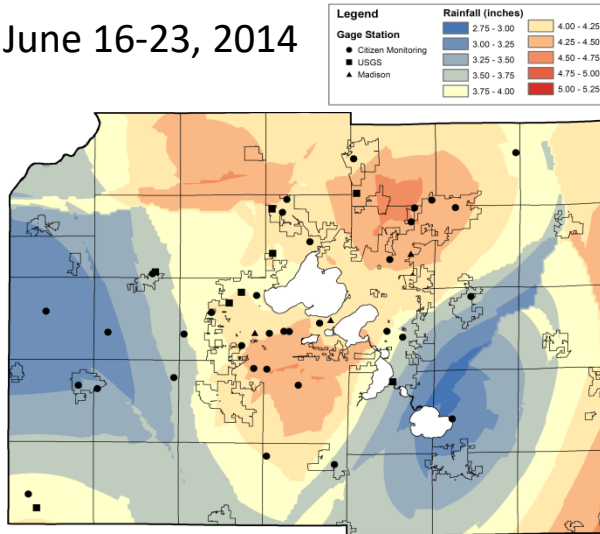 June 16-23, 2014
Legend
Gage Station
Citizen Monitoring
USGS
Madison
Rainfall (inches)
2.75 - 3.00
3.00 - 3.25
3.25 - 3.50
3.50 - 3.75
3.75 - 4.00
4.00 - 4.25
4.25 - 4.50
4.50 - 4.75
4.75 - 5.00
5.00 - 5.25